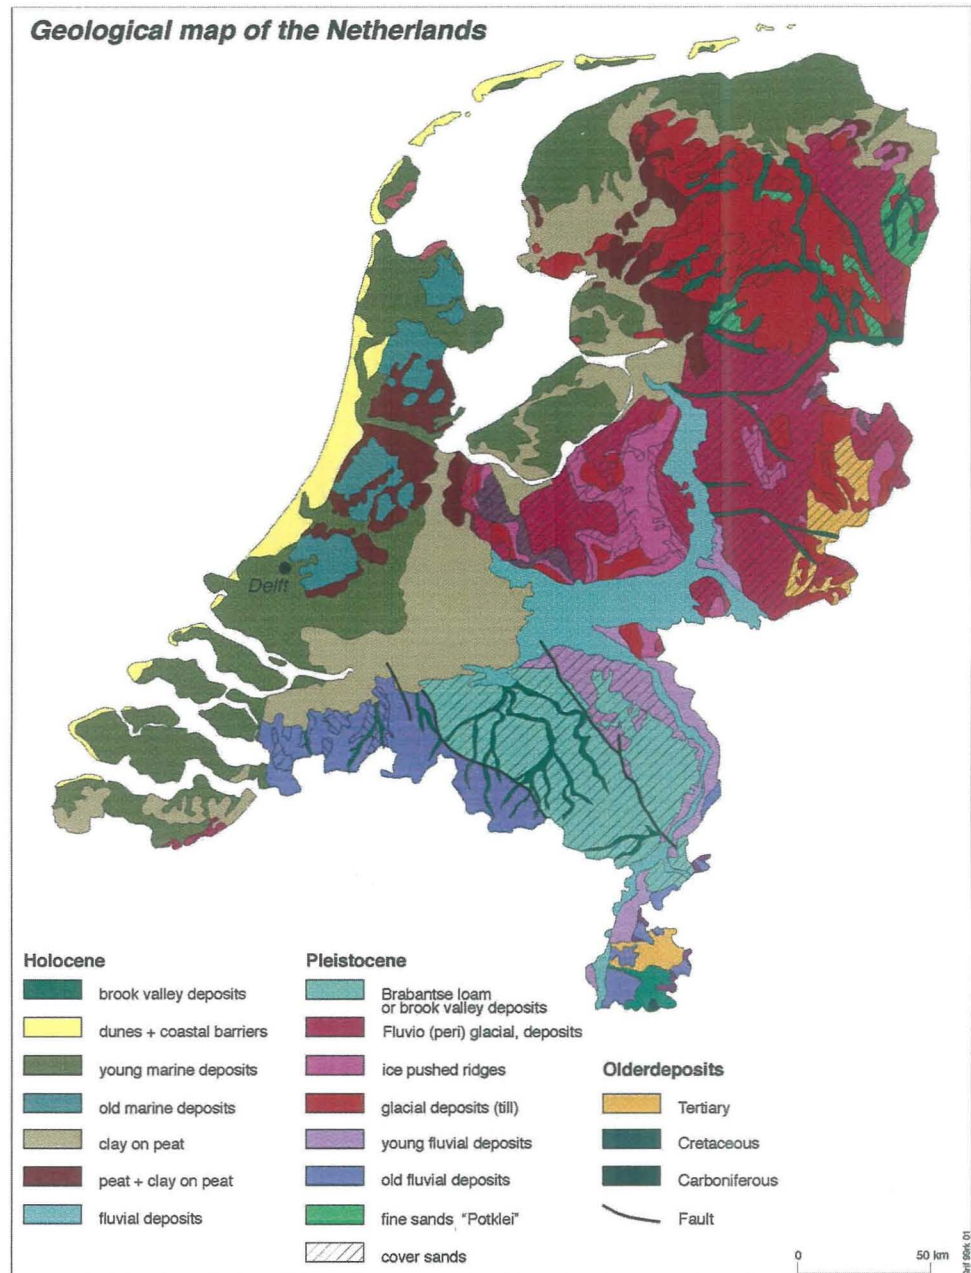 Geological map of the Netherlands
Delft
Holocene
brook valley deposits
dunes + coastal barriers
young marine deposits
old marine deposits
clay on peat
peat + clay on peat
fluvial deposits
Pleistocene
Brabantse loam
or brook valley deposits
Fluvio (peri) glacial, deposits
ice pushed ridges
glacial deposits (till)
young fluvial deposits
old fluvial deposits
fine sands, "Potklei"
cover sands
Olderdeposits
Tertiary
Cretaceous
Carboniferous
Fault
0 50 km